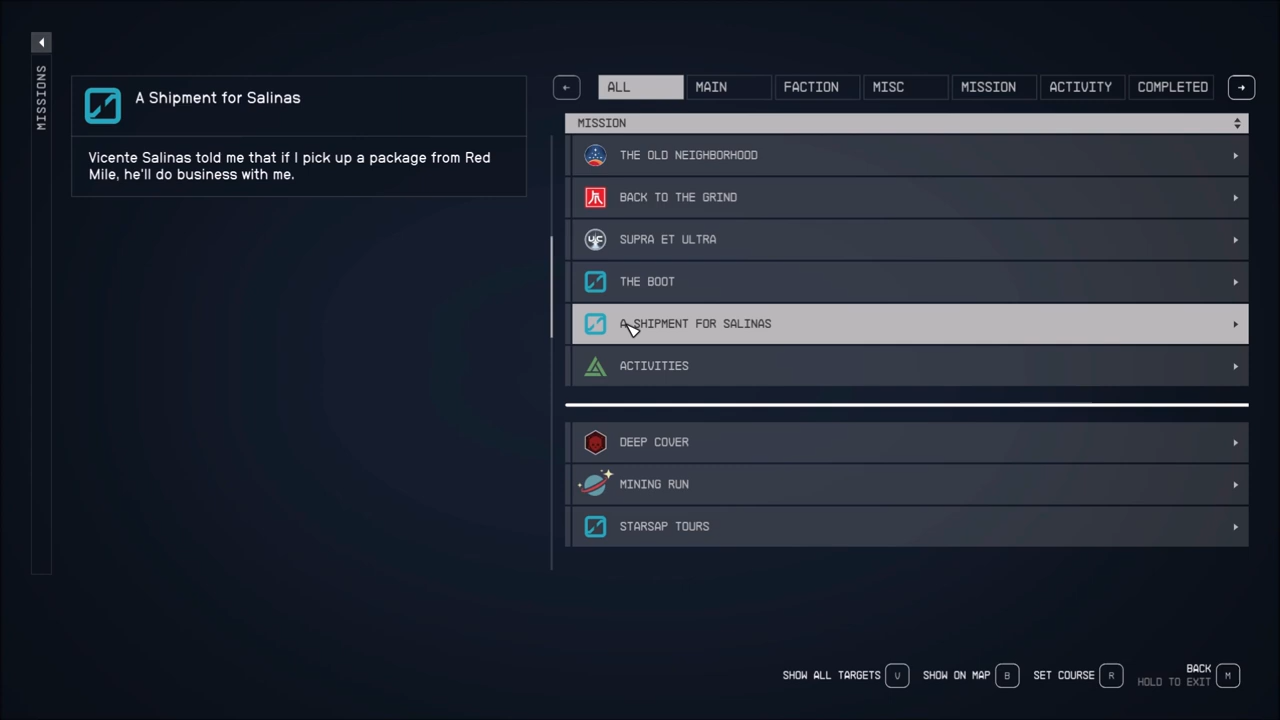 MISSIONS
A Shipment for Salinas
Vicente Salinas told me that if I pick up a package from Red
Mile, he'll do business with me.
ALL MAIN FACTION MISC MISSION ACTIVITY COMPLETED
MISSION
THE OLD NEIGHBORHOOD
BACK TO THE GRIND
UC SUPRA ET ULTRA
THE BOOT
A SHIPMENT FOR SALINAS
ACTIVITIES
DEEP COVER
MINING RUN
STARSAP TOURS
SHOW ALL TARGETS V SHOW ON MAP B SET COURSE R BACK M
HOLD TO EXIT